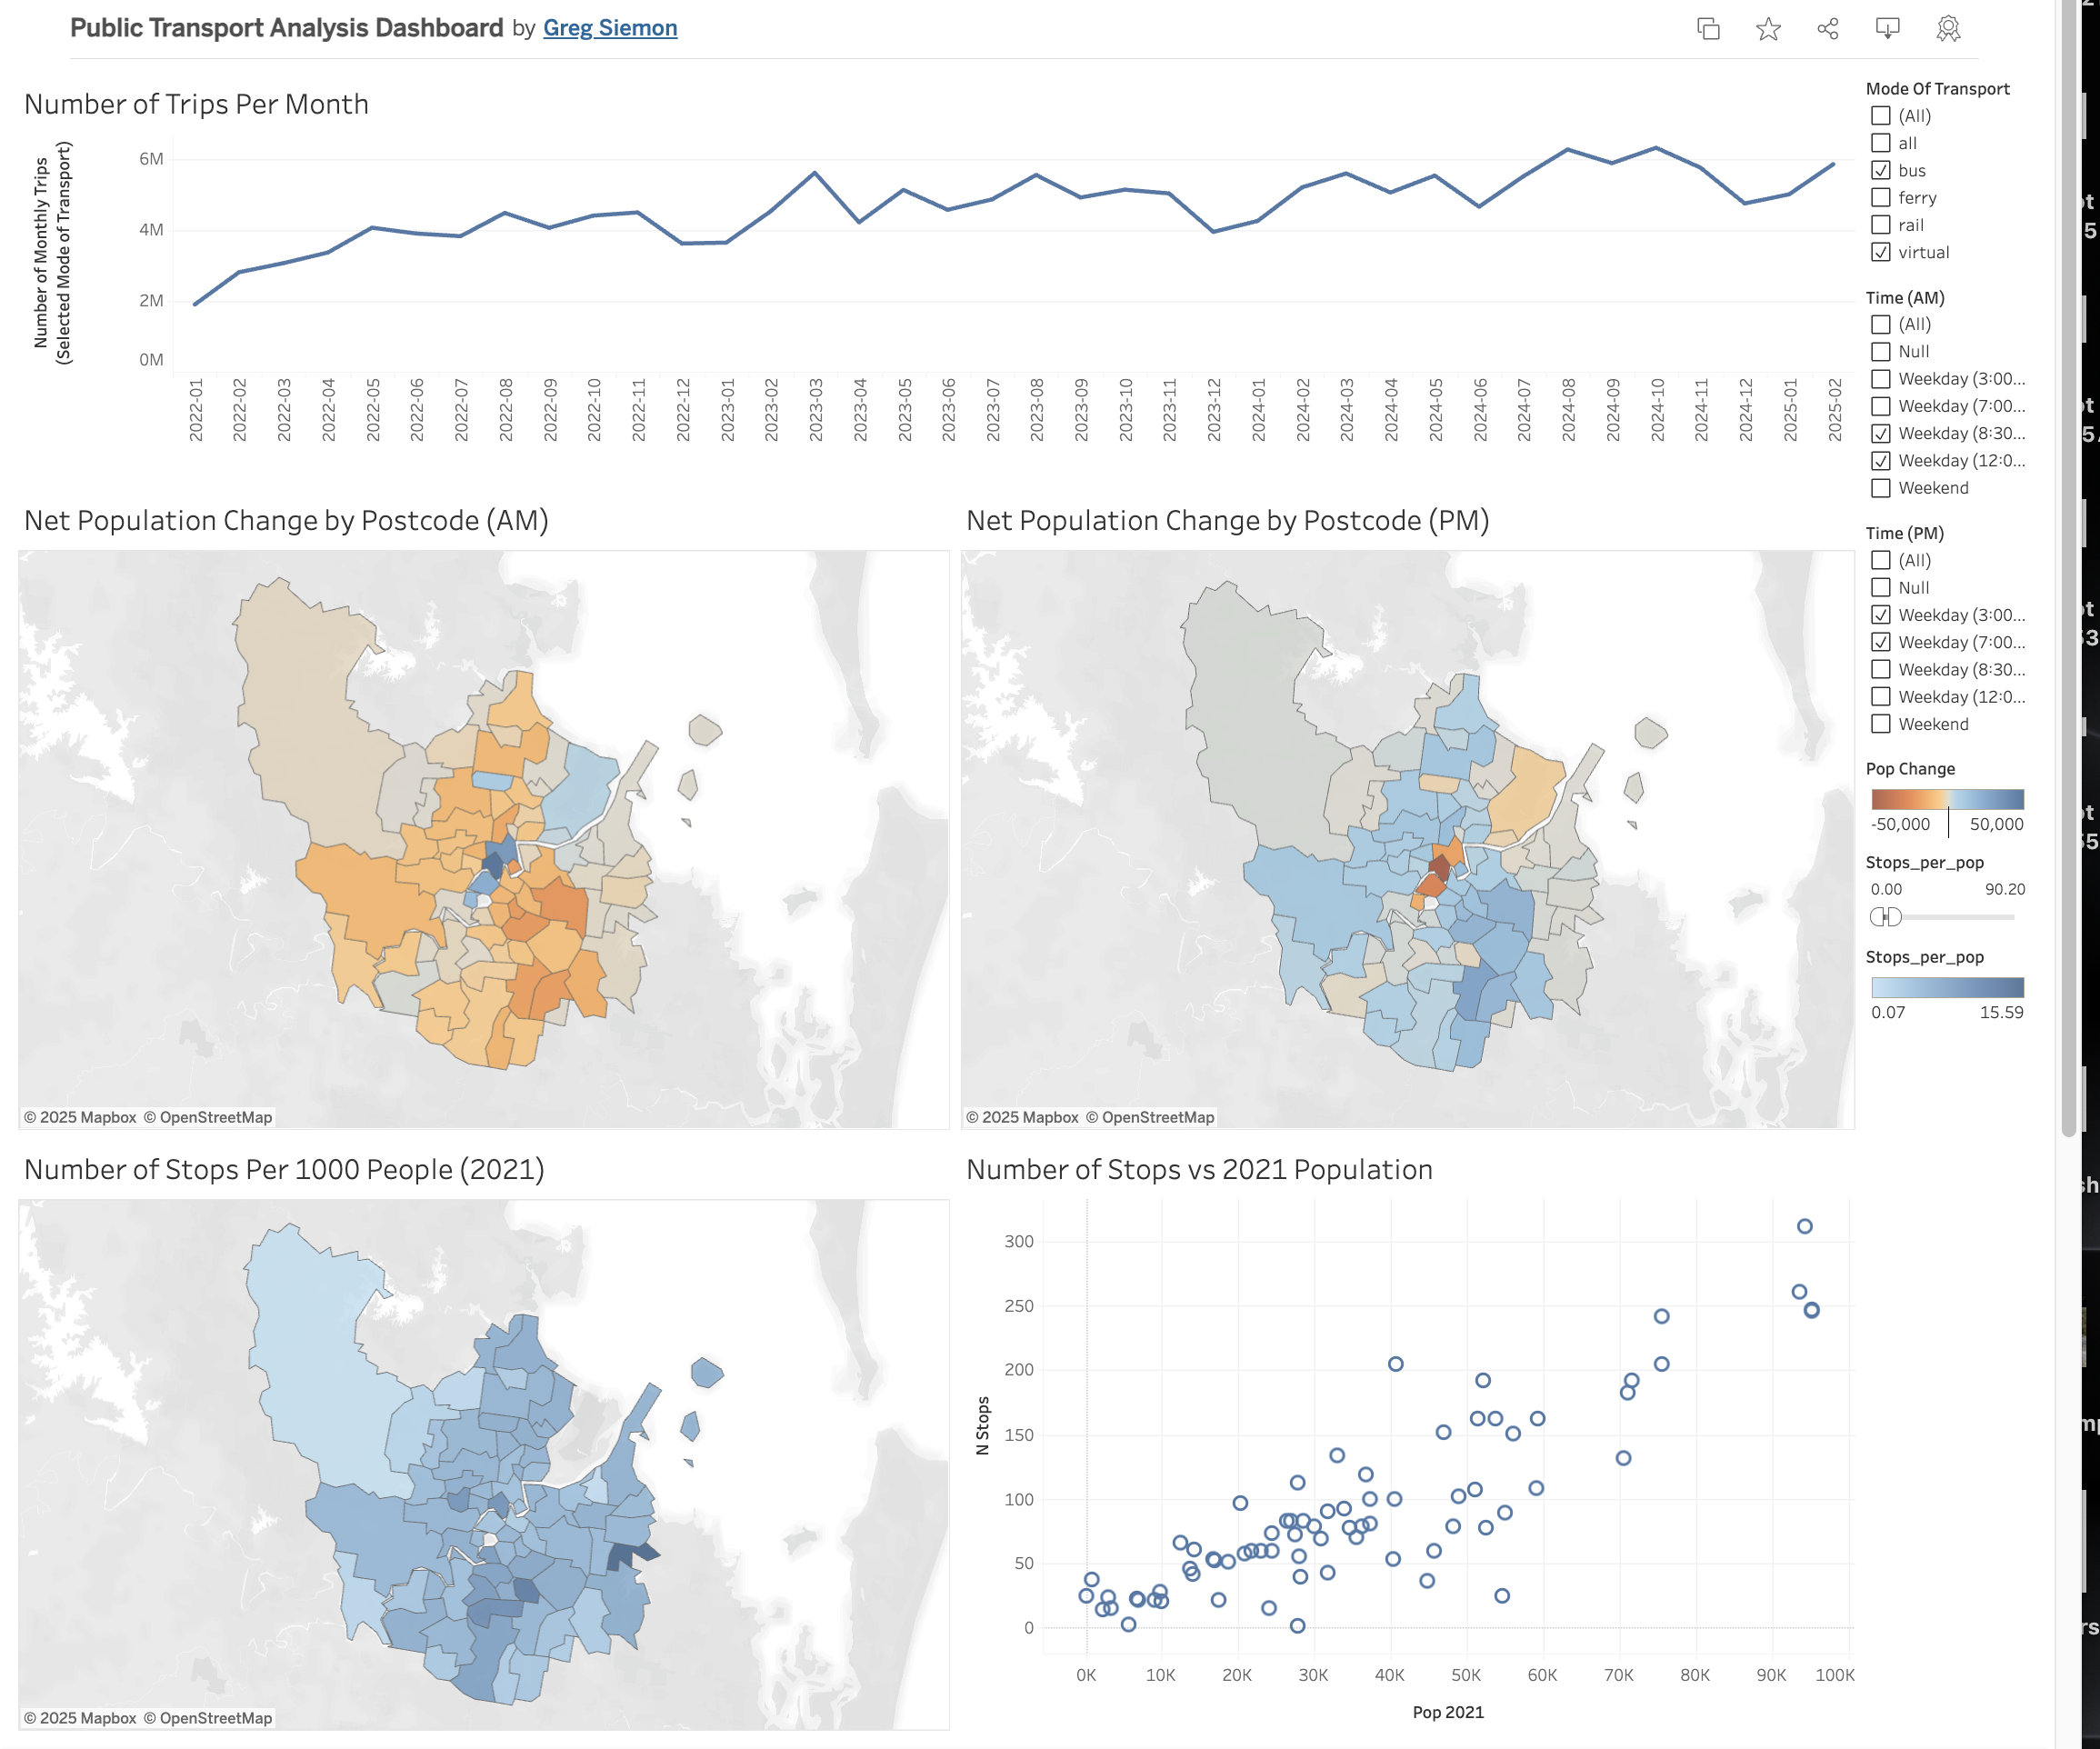 Public Transport Analysis Dashboard by Greg Siemon
Number of Trips Per Month
Number of Monthly Trips
(Selected Mode of Transport)
6M
4M
2M
0M
2022-01
2022-02
2022-03
2022-04
2022-05
2022-06
2022-07
2022-08
2022-09
2022-10
2022-11
2022-12
2023-01
2023-02
2023-03
2023-04
2023-05
2023-06
2023-07
2023-08
2023-09
2023-10
2023-11
2023-12
2024-01
2024-02
2024-03
2024-04
2024-05
2024-06
2024-07
2024-08
2024-09
2024-10
2024-11
2024-12
2025-01
2025-02
Mode Of Transport
(All)
all
bus
ferry
rail
virtual
Time (AM)
(All)
Null
Weekday (3:00...
Weekday (7:00...
Weekday (8:30...
Weekday (12:0...
Weekend
Time (PM)
(All)
Null
Weekday (3:00...
Weekday (7:00...
Weekday (8:30...
Weekday (12:0...
Weekend
Pop Change
-50,000 50,000
Stops_per_pop
0.00 90.20
Stops_per_pop
0.07 15.59
Net Population Change by Postcode (AM)
© 2025 Mapbox © OpenStreetMap
Net Population Change by Postcode (PM)
© 2025 Mapbox © OpenStreetMap
Number of Stops Per 1000 People (2021)
© 2025 Mapbox © OpenStreetMap
Number of Stops vs 2021 Population
N Stops
300
250
200
150
100
50
0
0K 10K 20K 30K 40K 50K 60K 70K 80K 90K 100K
Pop 2021